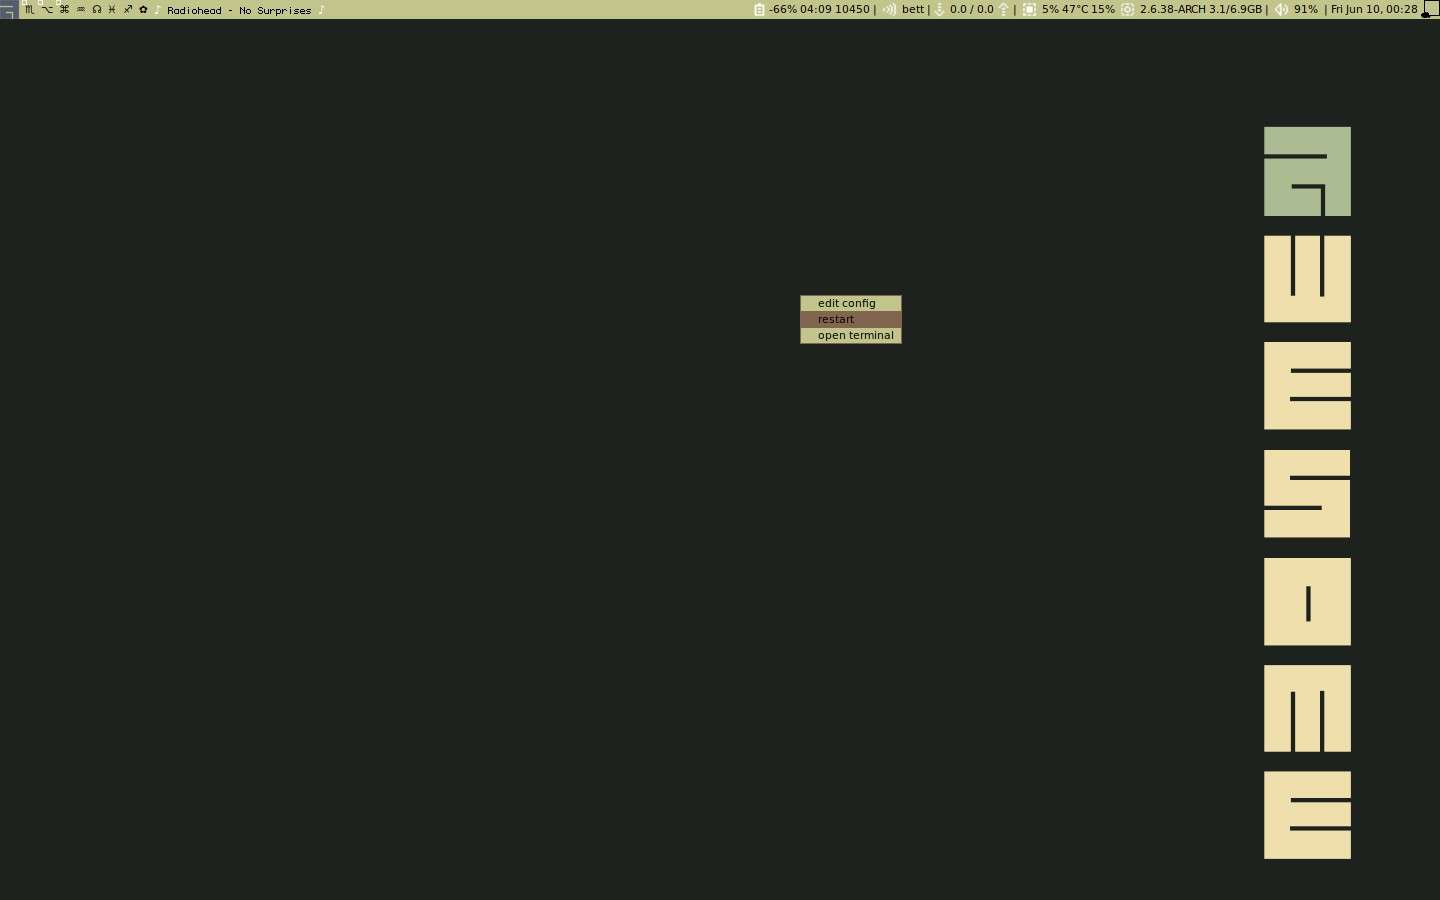 ♏ ⌥ ⌘ ♒ ☊ ♓ ♐ ✿ ♪ Radiohead - No Surprises ♪ -66% 04:09 10450 | bett | 0.0 / 0.0 | 5% 47°C 15% 2.6.38-ARCH 3.1/6.9GB | 91% | Fri Jun 10, 00:28
edit config
restart
open terminal
a
w
e
s
o
m
e